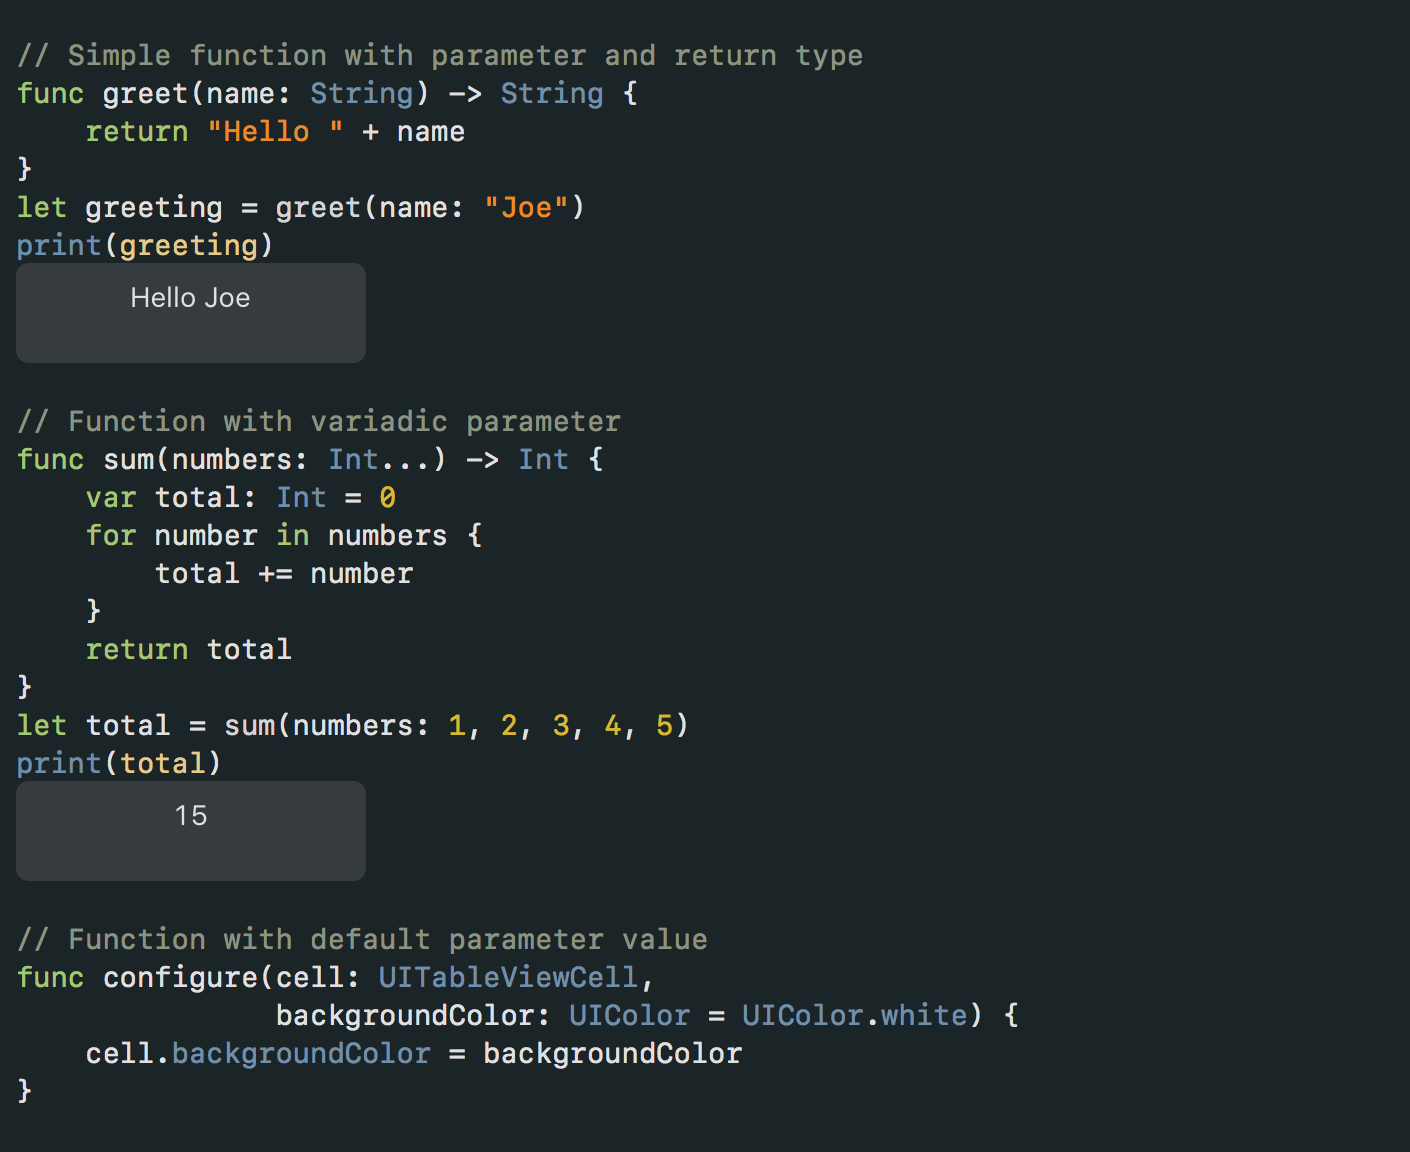 // Simple function with parameter and return type
func greet(name: String) -> String {
    return "Hello " + name
}
let greeting = greet(name: "Joe")
print(greeting)
Hello Joe
// Function with variadic parameter
func sum(numbers: Int...) -> Int {
    var total: Int = 0
    for number in numbers {
        total += number
    }
    return total
}
let total = sum(numbers: 1, 2, 3, 4, 5)
print(total)
15
// Function with default parameter value
func configure(cell: UITableViewCell,
               backgroundColor: UIColor = UIColor.white) {
    cell.backgroundColor = backgroundColor
}